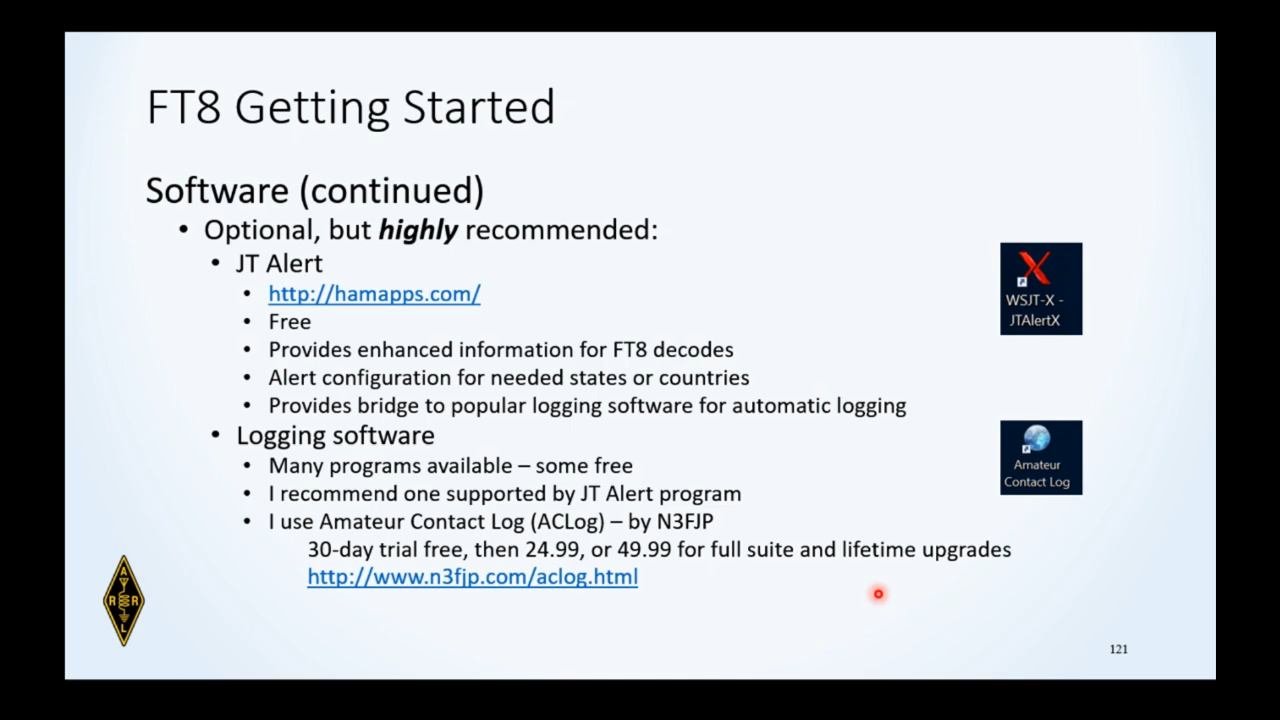 FT8 Getting Started
Software (continued)
• Optional, but highly recommended:
• JT Alert
• http://hamapps.com/
• Free
• Provides enhanced information for FT8 decodes
• Alert configuration for needed states or countries
• Provides bridge to popular logging software for automatic logging
• Logging software
• Many programs available – some free
• I recommend one supported by JT Alert program
• I use Amateur Contact Log (ACLog) – by N3FJP
30-day trial free, then 24.99, or 49.99 for full suite and lifetime upgrades
http://www.n3fjp.com/aclog.html
WSJT-X -
JTAlertX
Amateur
Contact Log
A
R R
L
121